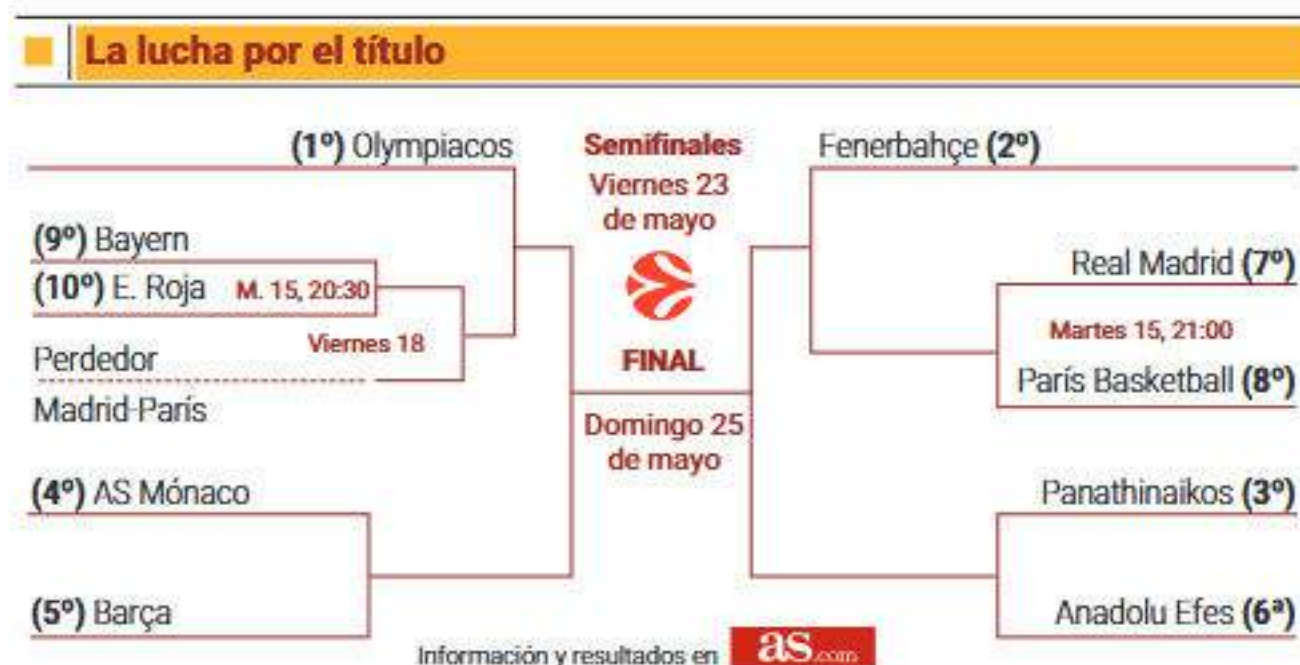 La lucha por el título
(1º) Olympiacos
(9º) Bayern
(10º) E. Roja M. 15, 20:30
Viernes 18
Perdedor
Madrid-París
(4º) AS Mónaco
(5º) Barça
Semifinales
Viernes 23
de mayo
FINAL
Domingo 25
de mayo
Fenerbahçe (2º)
Real Madrid (7º)
Martes 15, 21:00
París Basketball (8º)
Panathinaikos (3º)
Anadolu Efes (6ª)
Información y resultados en as.com